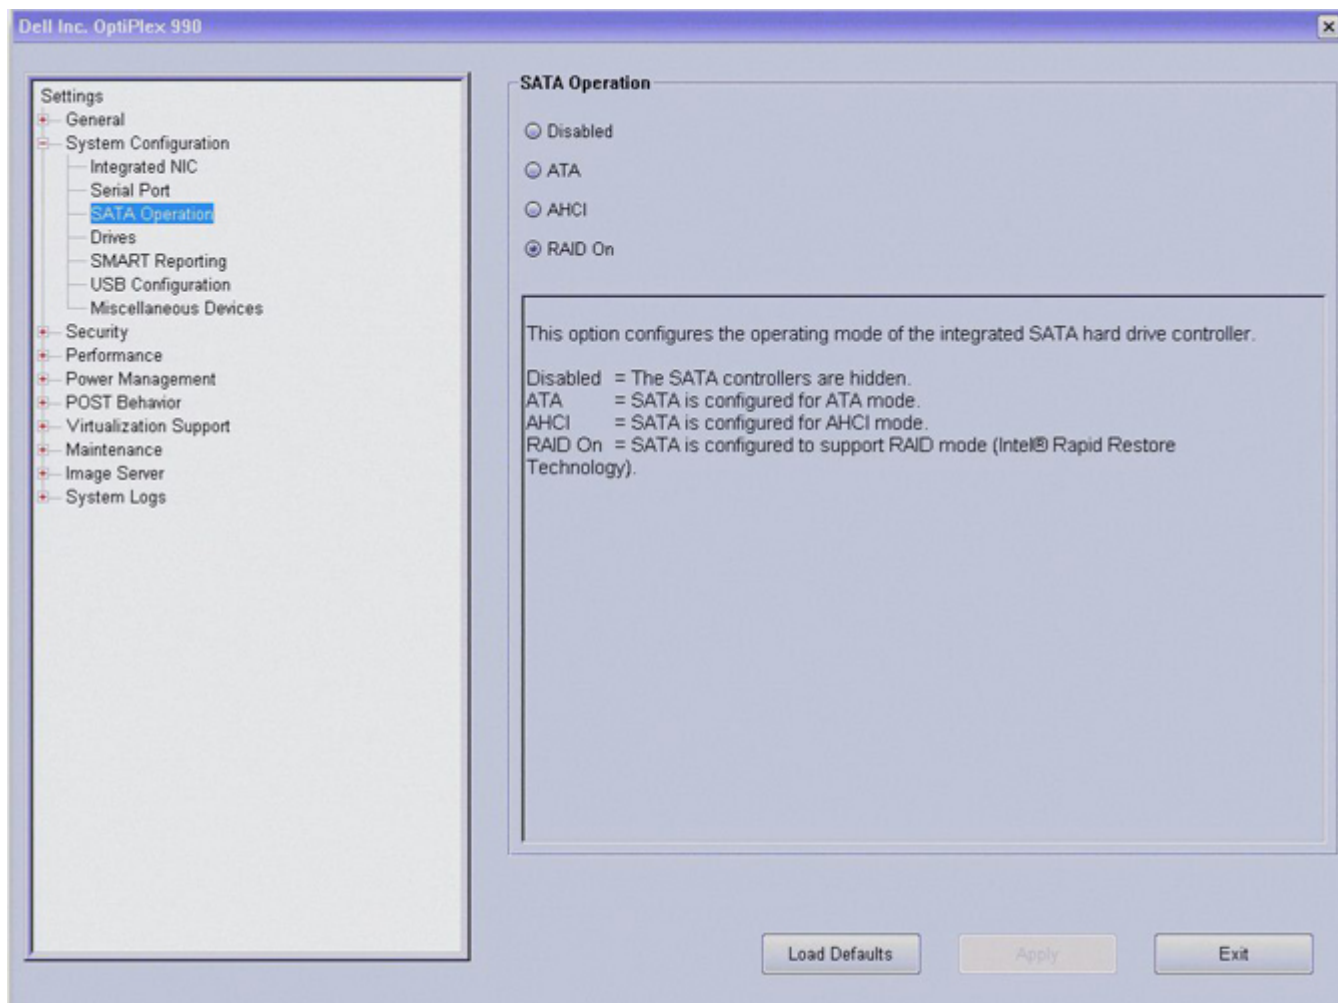 Dell Inc. OptiPlex 990
Settings
General
System Configuration
Integrated NIC
Serial Port
SATA Operation
Drives
SMART Reporting
USB Configuration
Miscellaneous Devices
Security
Performance
Power Management
POST Behavior
Virtualization Support
Maintenance
Image Server
System Logs
SATA Operation
Disabled
ATA
AHCI
RAID On
This option configures the operating mode of the integrated SATA hard drive controller.
Disabled = The SATA controllers are hidden.
ATA = SATA is configured for ATA mode.
AHCI = SATA is configured for AHCI mode.
RAID On = SATA is configured to support RAID mode (Intel® Rapid Restore
Technology).
Load Defaults
Apply
Exit